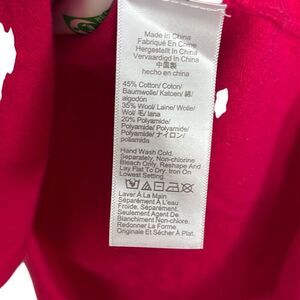 Made in China
Fabriqué En Chine
Hergestellt In China
Vervaardigd In China
中国製
hecho en china
45% Cotton/ Coton/
Baumwolle/ Katoen/ 綿/
algodón
35% Wool/ Laine/ Wolle/
Wol/ 毛/ lana
20% Polyamide/
Polyamide/ Polyamid/
Polyamide/ ナイロン/
poliamida
Hand Wash Cold.
Separately. Non-chlorine
Bleach Only. Reshape And
Lay Flat To Dry. Iron On
Lowest Setting.
Laver À La Main
Séparément. À L'eau
Froide. Séparément.
Seulement Agent De
Blanchiment Non-chlore.
Redonner La Forme
Originale Et Sécher À Plat.